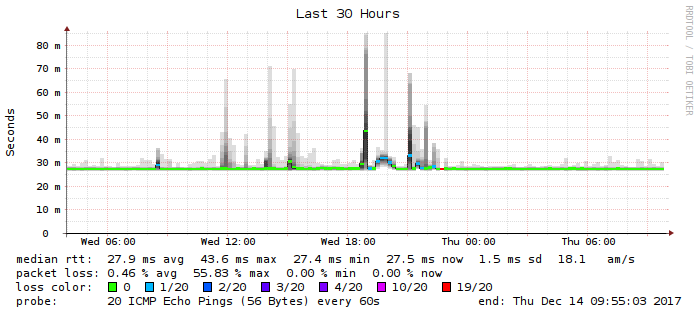 Last 30 Hours
RRDTOOL / TOBI OETIKER
Seconds
80 m
70 m
60 m
50 m
40 m
30 m
20 m
10 m
0
Wed 06:00 Wed 12:00 Wed 18:00 Thu 00:00 Thu 06:00
median rtt: 27.9 ms avg 43.6 ms max 27.4 ms min 27.5 ms now 1.5 ms sd 18.1 am/s
packet loss: 0.46 % avg 55.83 % max 0.00 % min 0.00 % now
loss color: 0 1/20 2/20 3/20 4/20 10/20 19/20
probe: 20 ICMP Echo Pings (56 Bytes) every 60s end: Thu Dec 14 09:55:03 2017